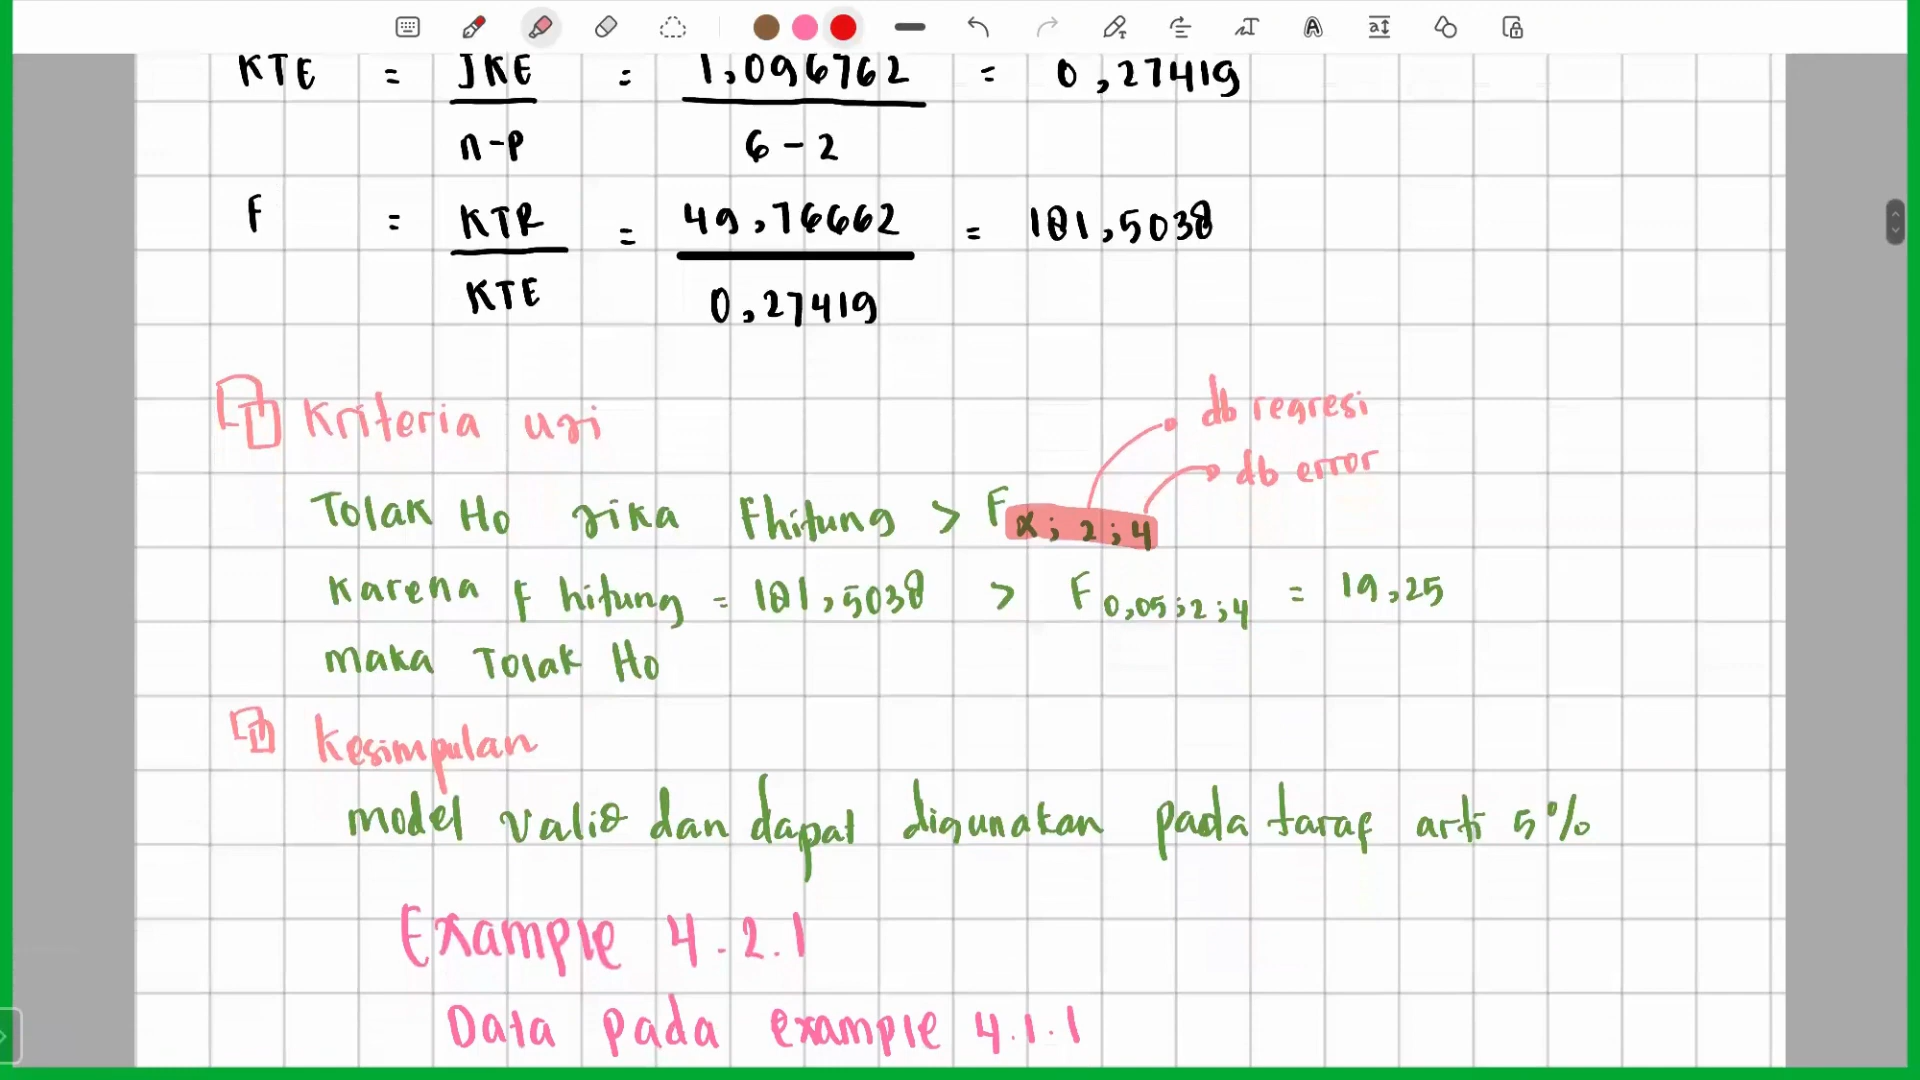 KTE = JKE = 1,096762 = 0,27419
n-p 6-2
F = KTR = 49,76662 = 181,5038
KTE 0,27419
Kriteria uji
db regresi
db error
Tolak Ho jika Fhitung > F α; 2; 4
Karena F hitung = 181,5038 > F 0,05;2;4 = 19,25
maka Tolak Ho
Kesimpulan
model valid dan dapat digunakan pada taraf arti 5%
Example 4.2.1
Data pada example 4.1.1